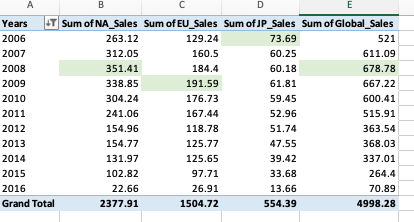 A B C D E
Years Sum of NA_Sales Sum of EU_Sales Sum of JP_Sales Sum of Global_Sales
2006 263.12 129.24 73.69 521
2007 312.05 160.5 60.25 611.09
2008 351.41 184.4 60.18 678.78
2009 338.85 191.59 61.81 667.22
2010 304.24 176.73 59.45 600.41
2011 241.06 167.44 52.96 515.91
2012 154.96 118.78 51.74 363.54
2013 154.77 125.77 47.55 368.03
2014 131.97 125.65 39.42 337.01
2015 102.82 97.71 33.68 264.4
2016 22.66 26.91 13.66 70.89
Grand Total 2377.91 1504.72 554.39 4998.28